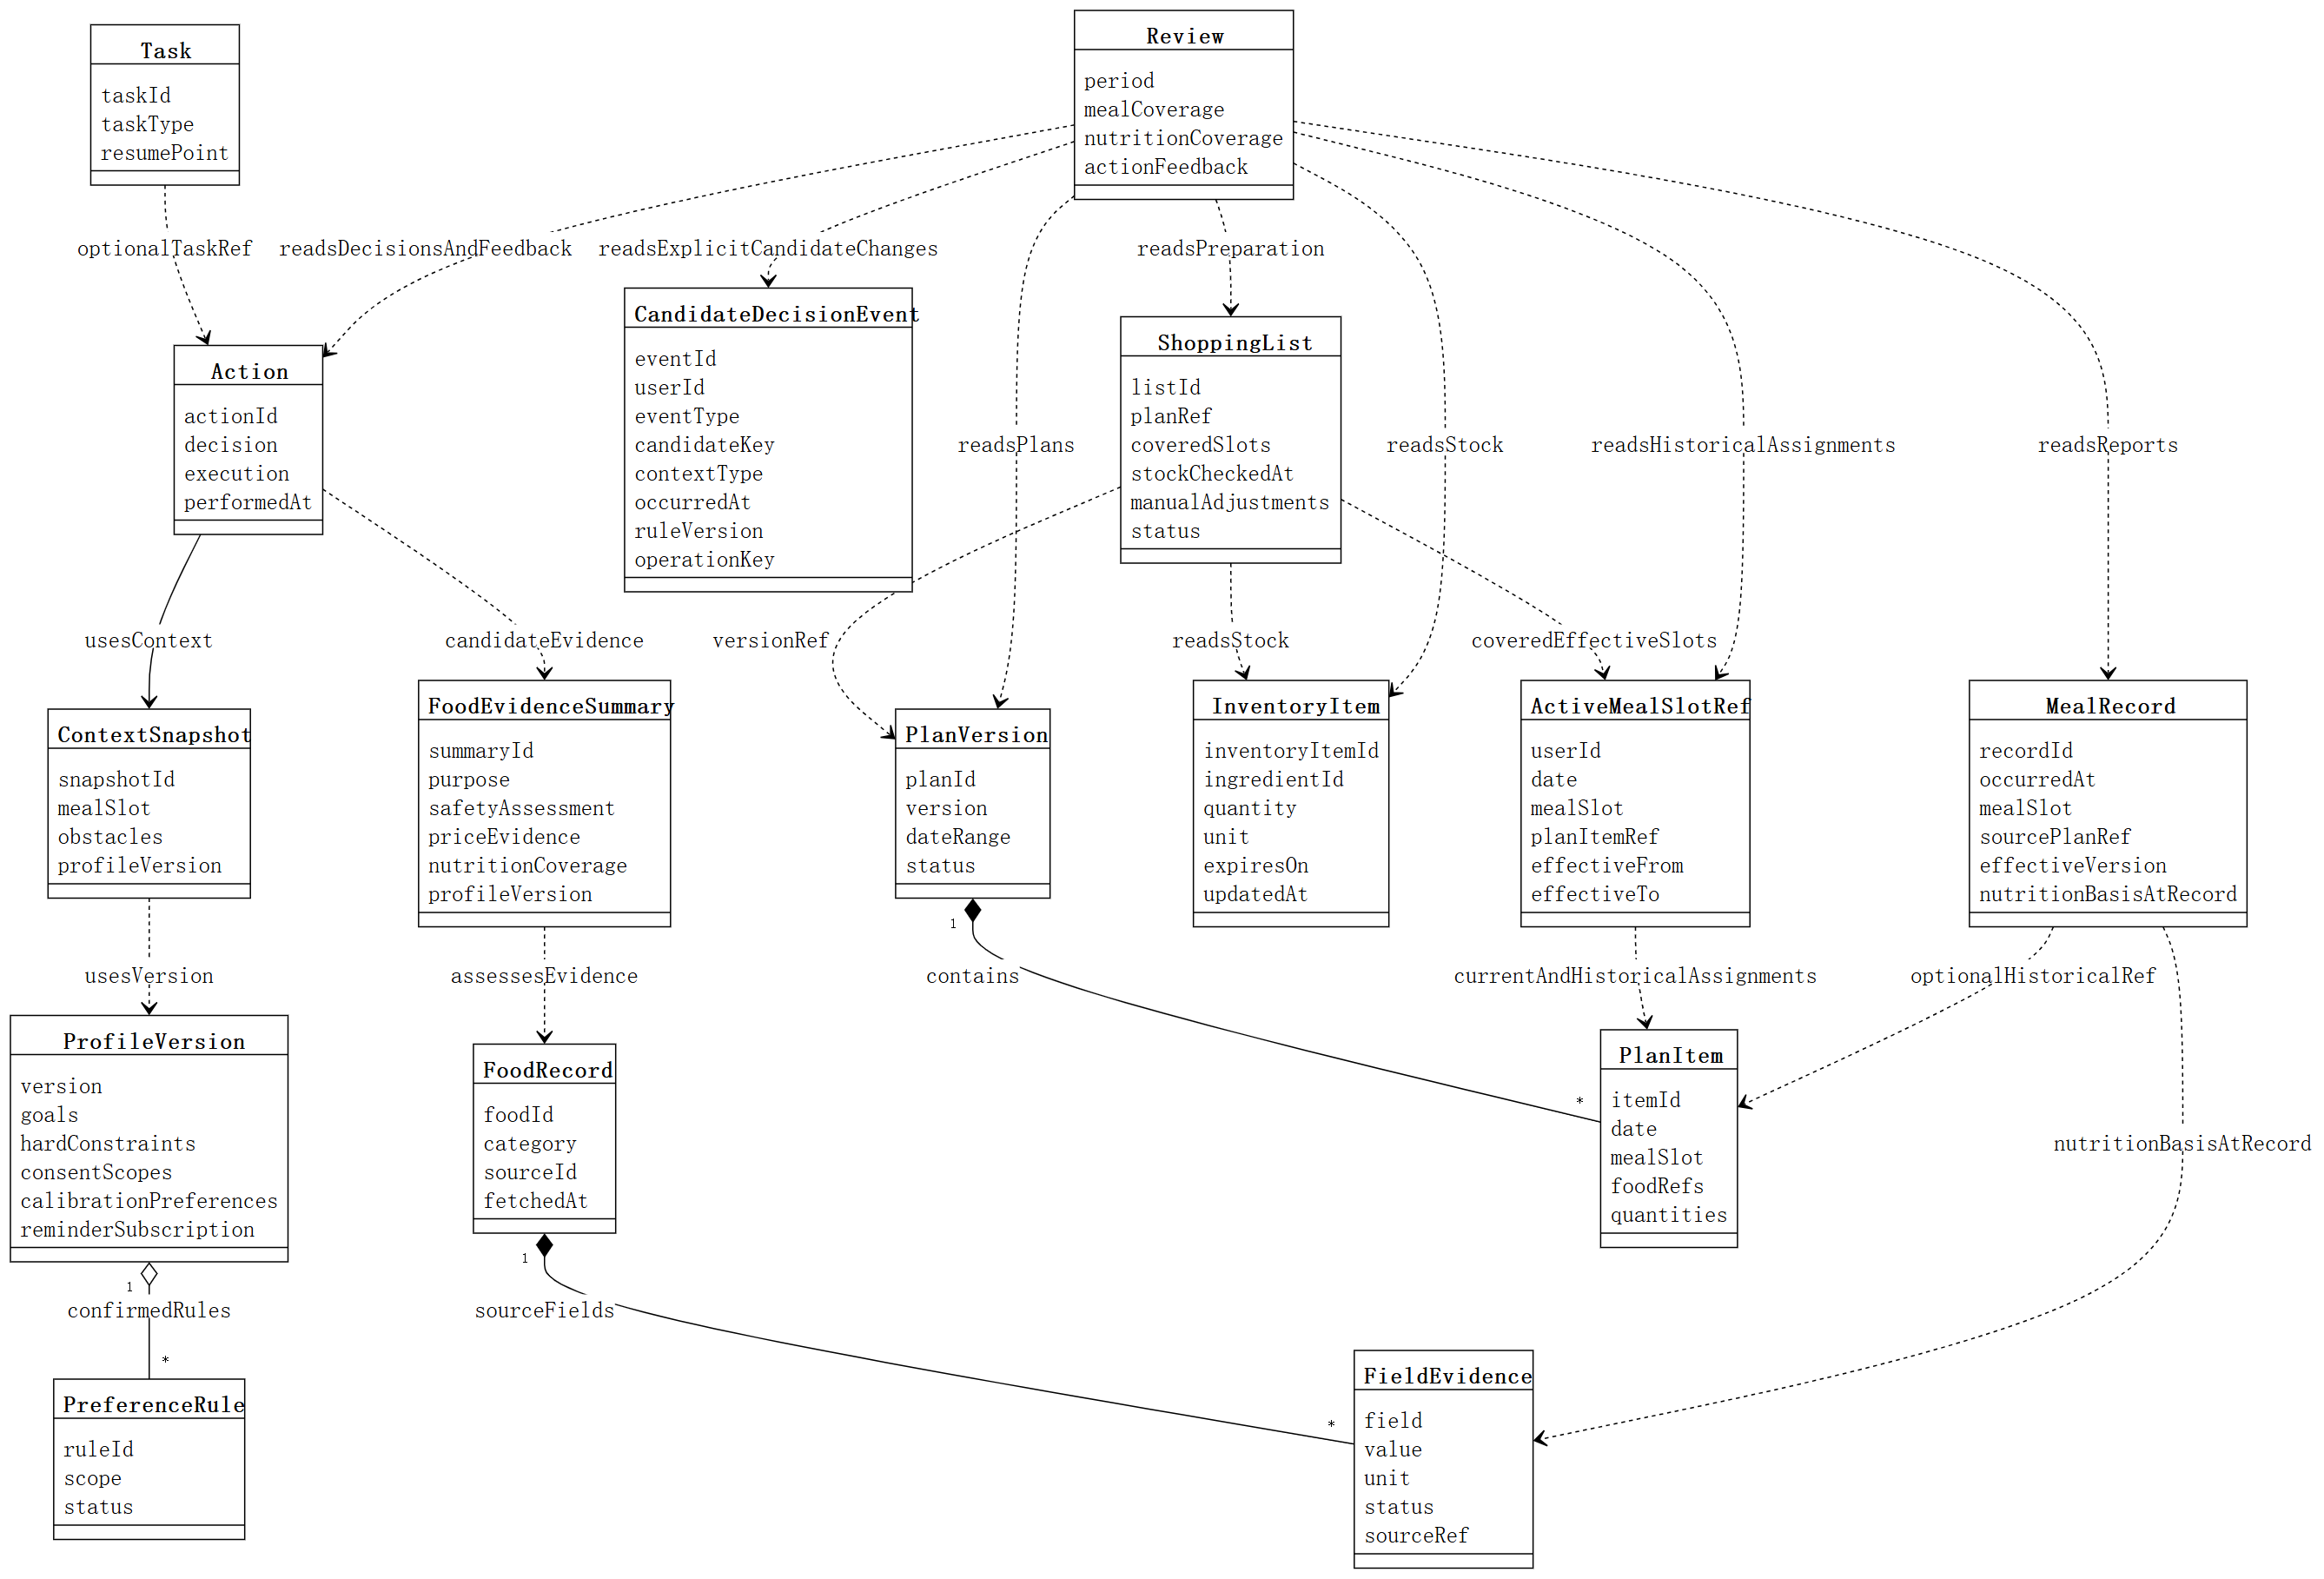 Task
taskId
taskType
resumePoint
Review
period
mealCoverage
nutritionCoverage
actionFeedback
optionalTaskRef
readsDecisionsAndFeedback
readsExplicitCandidateChanges
readsPreparation
CandidateDecisionEvent
eventId
userId
eventType
candidateKey
contextType
occurredAt
ruleVersion
operationKey
ShoppingList
listId
planRef
coveredSlots
stockCheckedAt
manualAdjustments
status
Action
actionId
decision
execution
performedAt
readsPlans
readsStock
readsHistoricalAssignments
readsReports
usesContext
candidateEvidence
versionRef
readsStock
coveredEffectiveSlots
ContextSnapshot
snapshotId
mealSlot
obstacles
profileVersion
FoodEvidenceSummary
summaryId
purpose
safetyAssessment
priceEvidence
nutritionCoverage
profileVersion
PlanVersion
planId
version
dateRange
status
InventoryItem
inventoryItemId
ingredientId
quantity
unit
expiresOn
updatedAt
ActiveMealSlotRef
userId
date
mealSlot
planItemRef
effectiveFrom
effectiveTo
MealRecord
recordId
occurredAt
mealSlot
sourcePlanRef
effectiveVersion
nutritionBasisAtRecord
1
usesVersion
assessesEvidence
contains
currentAndHistoricalAssignments
optionalHistoricalRef
ProfileVersion
version
goals
hardConstraints
consentScopes
calibrationPreferences
reminderSubscription
FoodRecord
foodId
category
sourceId
fetchedAt
*
PlanItem
itemId
date
mealSlot
foodRefs
quantities
nutritionBasisAtRecord
1
1
confirmedRules
sourceFields
*
*
PreferenceRule
ruleId
scope
status
FieldEvidence
field
value
unit
status
sourceRef